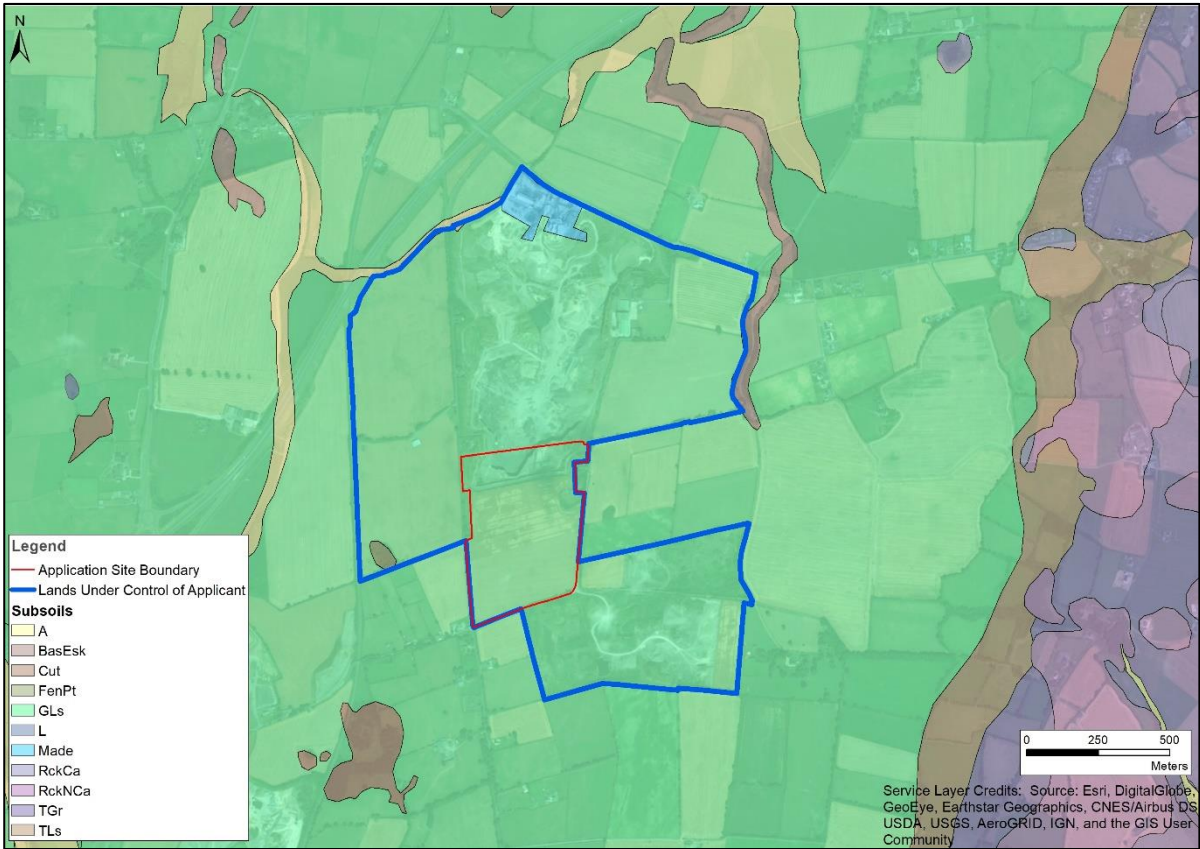 N
Legend
Application Site Boundary
Lands Under Control of Applicant
Subsoils
A
BasEsk
Cut
FenPt
GLs
L
Made
RckCa
RckNCa
TGr
TLs
0 250 500
Meters
Service Layer Credits: Source: Esri, DigitalGlobe,
GeoEye, Earthstar Geographics, CNES/Airbus DS,
USDA, USGS, AeroGRID, IGN, and the GIS User
Community